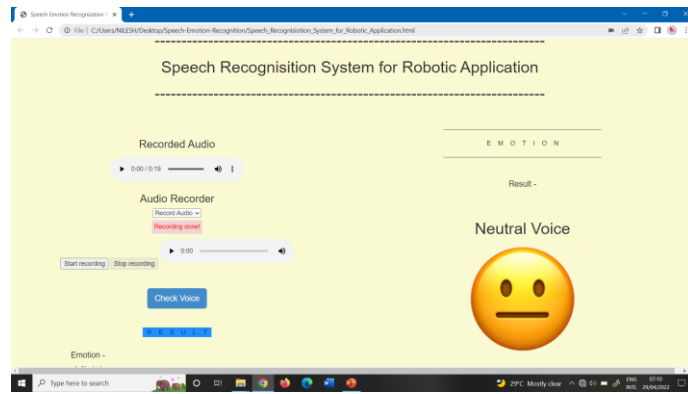 Speech Emotion Recognization
File | C:/Users/NILESH/Desktop/Speech-Emotion-Recognition/Speech_Recognisiotion_System_for_Robotic_Application.html
Speech Recognisition System for Robotic Application
Recorded Audio
0:00 / 0:19
Audio Recorder
Record Audio
Recording done!
0:00
Start recording Stop recording
Check Voice
R E S U L T
Emotion -
E M O T I O N
Result -
Neutral Voice
Type here to search
29°C Mostly clear
ENG
INTL
07:10
29/04/2022